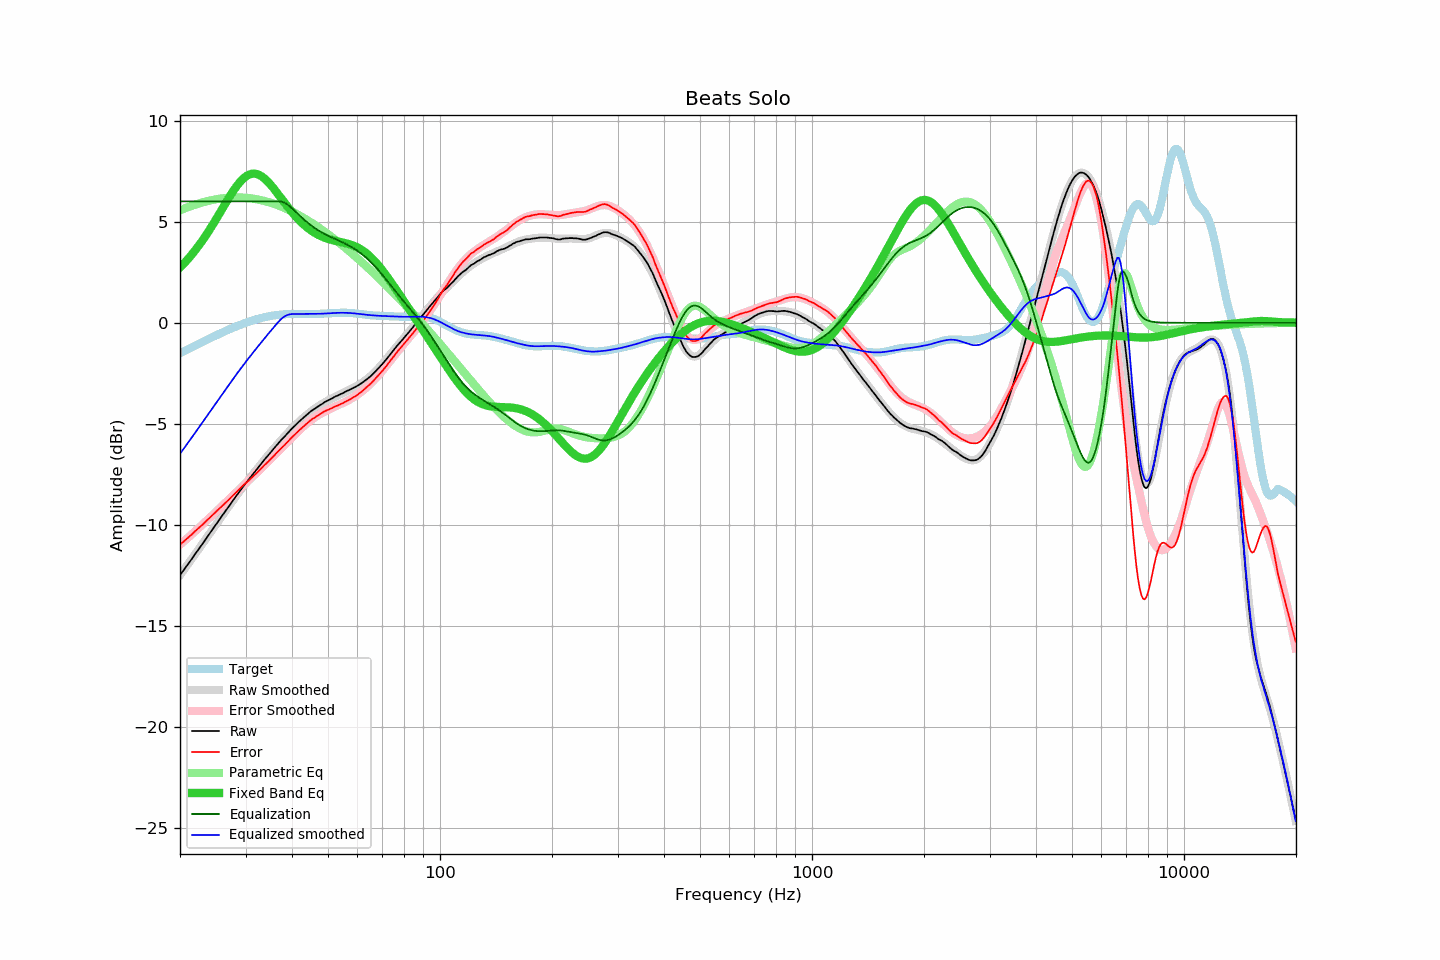 Beats Solo
10
5
0
−5
−10
−15
−20
−25
Amplitude (dBr)
Target
Raw Smoothed
Error Smoothed
Raw
Error
Parametric Eq
Fixed Band Eq
Equalization
Equalized smoothed
100 1000 10000
Frequency (Hz)